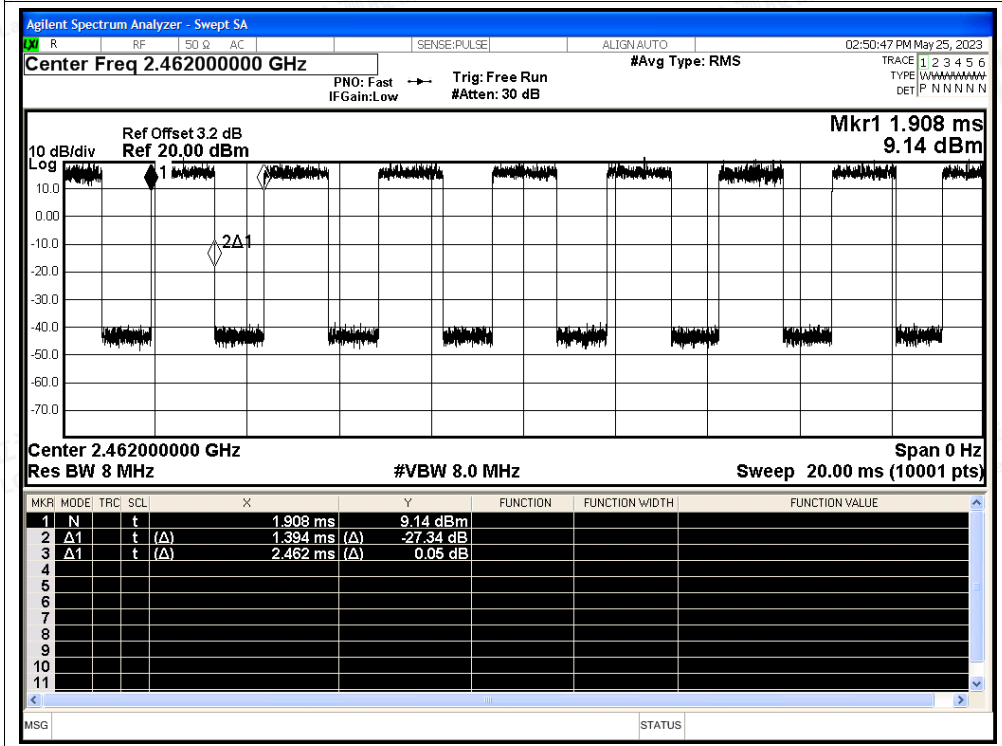 Agilent Spectrum Analyzer - Swept SA
LXI R RF 50 Ω AC SENSE:PULSE ALIGN AUTO 02:50:47 PM May 25, 2023
Center Freq 2.462000000 GHz #Avg Type: RMS TRACE 1 2 3 4 5 6
PNO: Fast Trig: Free Run TYPE WWWWWW
IFGain:Low #Atten: 30 dB DET P N N N N N
Mkr1 1.908 ms
9.14 dBm
Ref Offset 3.2 dB
10 dB/div Ref 20.00 dBm
Log
1
10.0
0.00
2Δ1
-10.0
-20.0
-30.0
-40.0
-50.0
-60.0
-70.0
Center 2.462000000 GHz Span 0 Hz
Res BW 8 MHz #VBW 8.0 MHz Sweep 20.00 ms (10001 pts)
MKR MODE TRC SCL X Y FUNCTION FUNCTION WIDTH FUNCTION VALUE
1 N t 1.908 ms 9.14 dBm
2 Δ1 t (Δ) 1.394 ms (Δ) -27.34 dB
3 Δ1 t (Δ) 2.462 ms (Δ) 0.05 dB
4
5
6
7
8
9
10
11
MSG STATUS